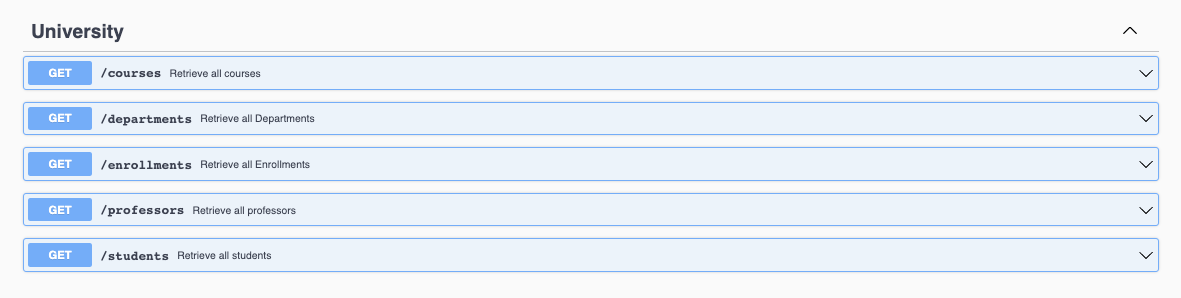 University
GET /courses Retrieve all courses
GET /departments Retrieve all Departments
GET /enrollments Retrieve all Enrollments
GET /professors Retrieve all professors
GET /students Retrieve all students